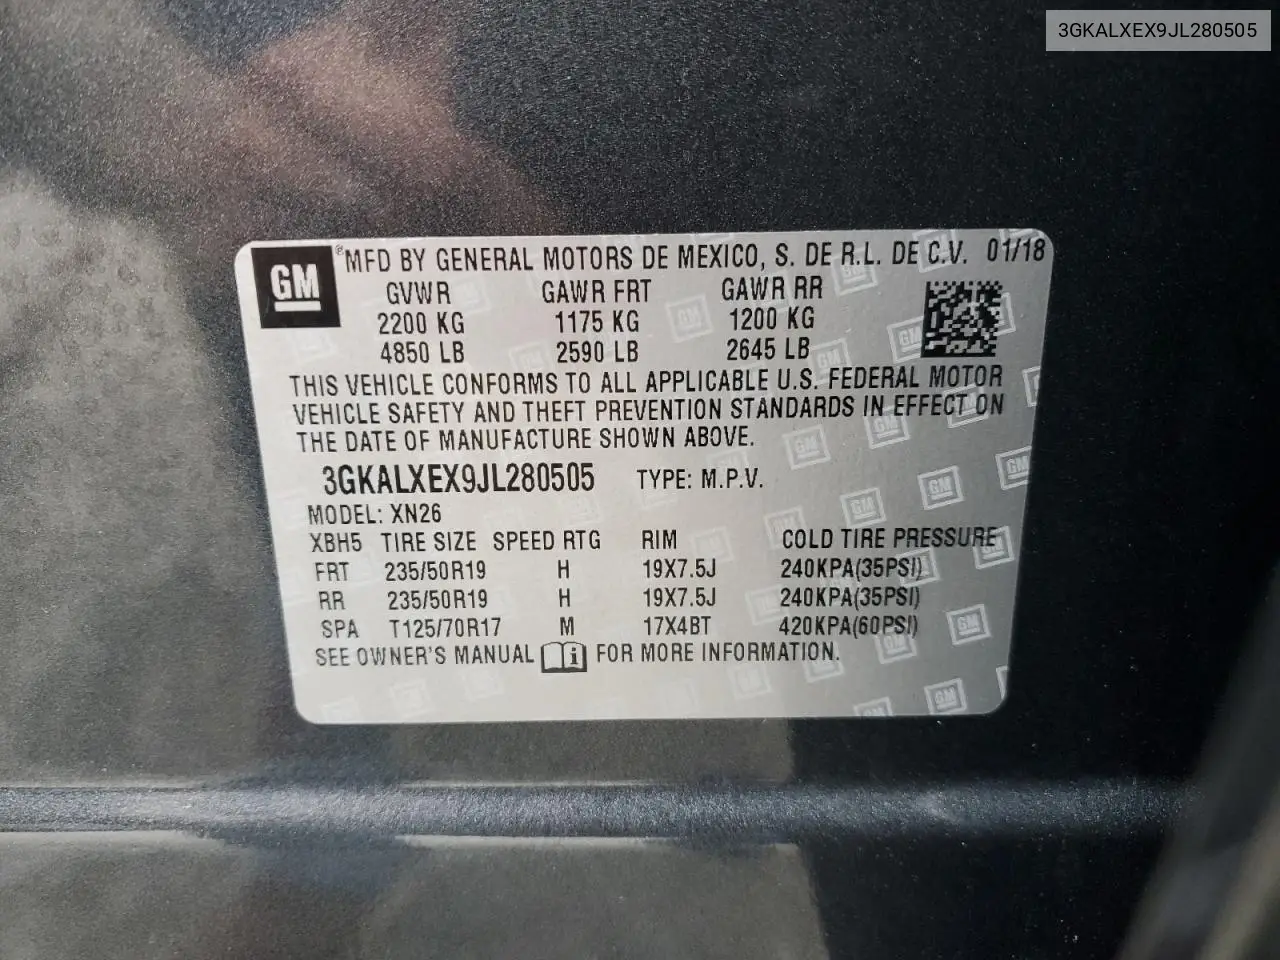 3GKALXEX9JL280505
GM ® MFD BY GENERAL MOTORS DE MEXICO, S. DE R.L. DE C.V. 01/18
GVWR GAWR FRT GAWR RR
2200 KG 1175 KG 1200 KG
4850 LB 2590 LB 2645 LB
THIS VEHICLE CONFORMS TO ALL APPLICABLE U.S. FEDERAL MOTOR
VEHICLE SAFETY AND THEFT PREVENTION STANDARDS IN EFFECT ON
THE DATE OF MANUFACTURE SHOWN ABOVE.
3GKALXEX9JL280505 TYPE: M.P.V.
MODEL: XN26
XBH5 TIRE SIZE SPEED RTG RIM COLD TIRE PRESSURE
FRT 235/50R19 H 19X7.5J 240KPA(35PSI)
RR 235/50R19 H 19X7.5J 240KPA(35PSI)
SPA T125/70R17 M 17X4BT 420KPA(60PSI)
SEE OWNER'S MANUAL i FOR MORE INFORMATION.